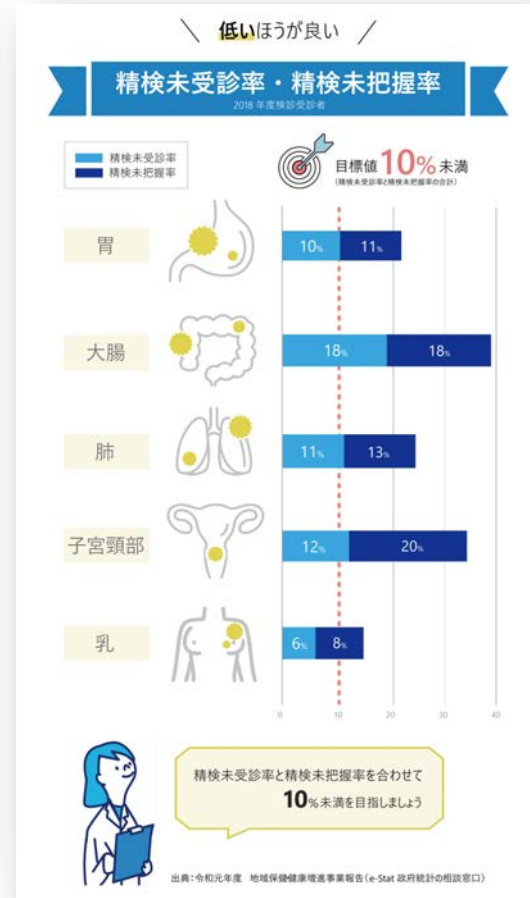 低いほうが良い
精検未受診率・精検未把握率
2018年度検診受診者
精検未受診率
精検未把握率
目標値10%未満
(精検未受診率と精検未把握率の合計)
胃
10%
11%
大腸
18%
18%
肺
11%
13%
子宮頸部
12%
20%
乳
6%
8%
0
10
20
30
40
精検未受診率と精検未把握率を合わせて
10%未満を目指しましょう
出典:令和元年度 地域保健健康増進事業報告(e-Stat 政府統計の相談窓口)